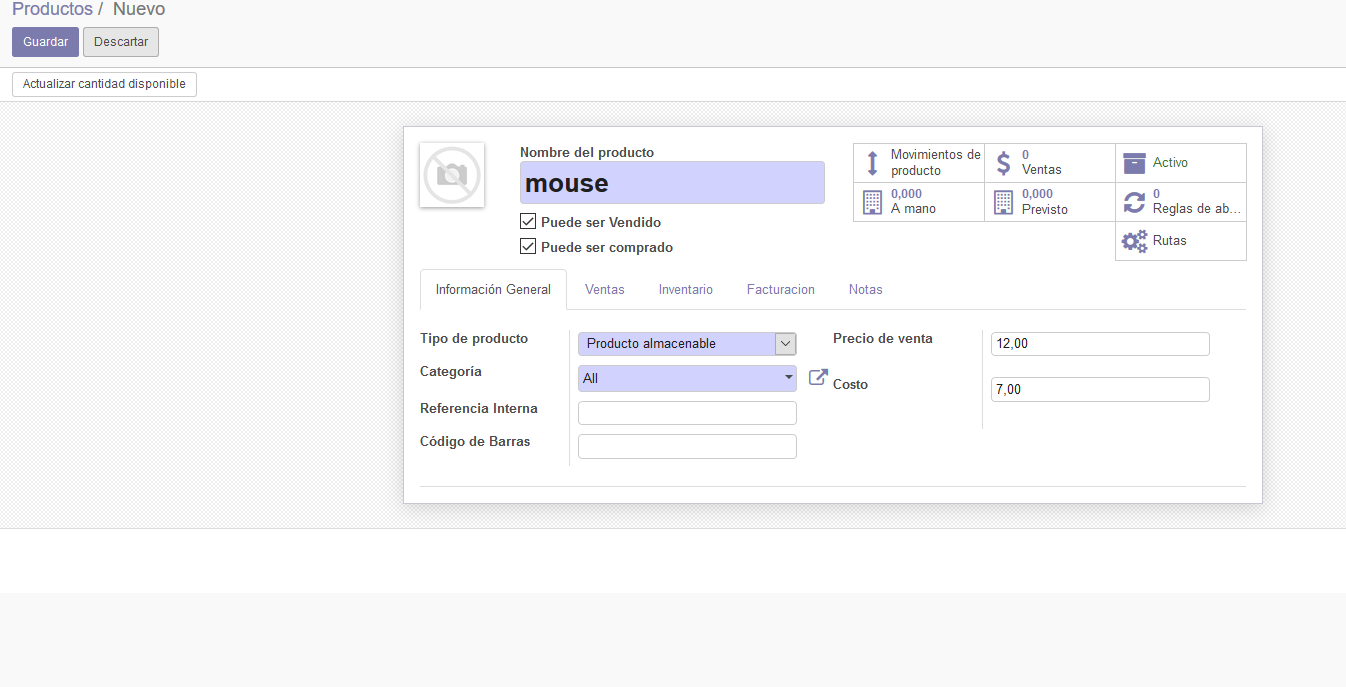 Productos / Nuevo
Guardar
Descartar
Actualizar cantidad disponible
Nombre del producto
mouse
Puede ser Vendido
Puede ser comprado
Movimientos de producto
0
Ventas
Activo
0,000
A mano
0,000
Previsto
0
Reglas de ab...
Rutas
Información General
Ventas
Inventario
Facturacion
Notas
Tipo de producto
Producto almacenable
Categoría
All
Referencia Interna
Código de Barras
Precio de venta
12,00
Costo
7,00